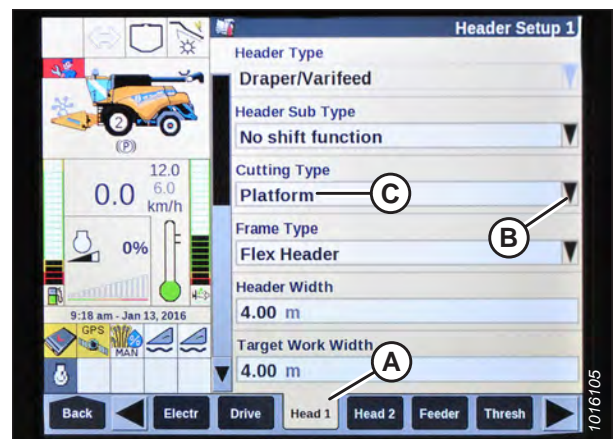 Header Setup 1
Header Type
Draper/Varifeed
Header Sub Type
No shift function
Cutting Type
Platform
C
B
Frame Type
Flex Header
Header Width
4.00 m
Target Work Width
4.00 m
A
2
(P)
12.0
0.0
6.0
km/h
0%
9:18 am - Jan 13, 2016
GPS
%
MAN
Back
Electr
Drive
Head 1
Head 2
Feeder
Thresh
1016105